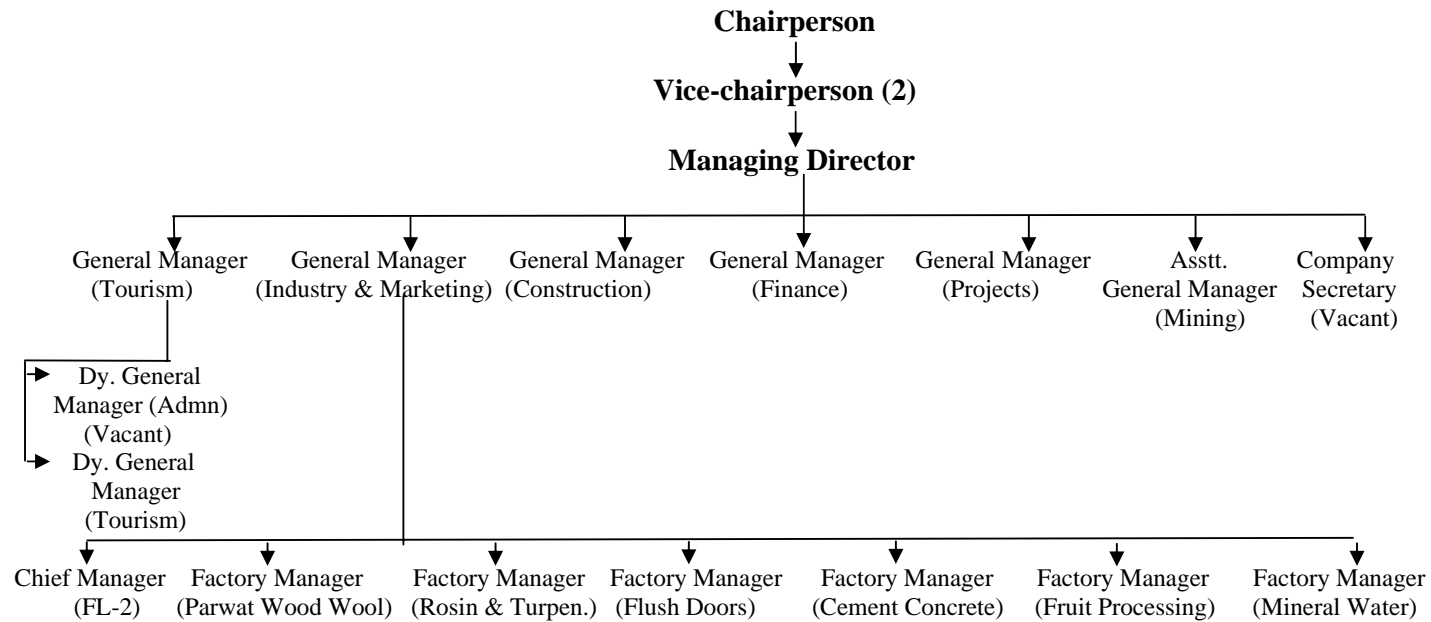 Chairperson
Vice-chairperson (2)
Managing Director
General Manager
(Tourism)
General Manager
(Industry & Marketing)
General Manager
(Construction)
General Manager
(Finance)
General Manager
(Projects)
Asstt.
General Manager
(Mining)
Company
Secretary
(Vacant)
Dy. General
Manager (Admn)
(Vacant)
Dy. General
Manager
(Tourism)
Chief Manager
(FL-2)
Factory Manager
(Parwat Wood Wool)
Factory Manager
(Rosin & Turpen.)
Factory Manager
(Flush Doors)
Factory Manager
(Cement Concrete)
Factory Manager
(Fruit Processing)
Factory Manager
(Mineral Water)